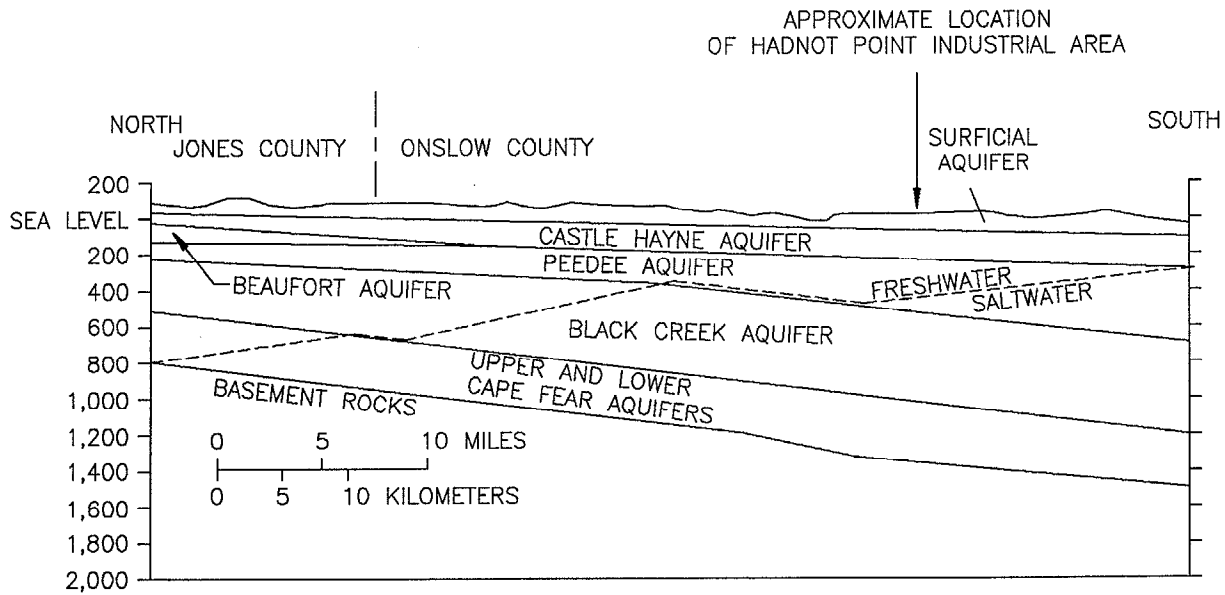 APPROXIMATE LOCATION
OF HADNOT POINT INDUSTRIAL AREA
NORTH
SOUTH
JONES COUNTY
ONSLOW COUNTY
SURFICIAL
AQUIFER
200
SEA LEVEL
200
400
600
800
1,000
1,200
1,400
1,600
1,800
2,000
CASTLE HAYNE AQUIFER
PEEDEE AQUIFER
BEAUFORT AQUIFER
FRESHWATER
SALTWATER
BLACK CREEK AQUIFER
UPPER AND LOWER
CAPE FEAR AQUIFERS
BASEMENT ROCKS
0 5 10 MILES
0 5 10 KILOMETERS